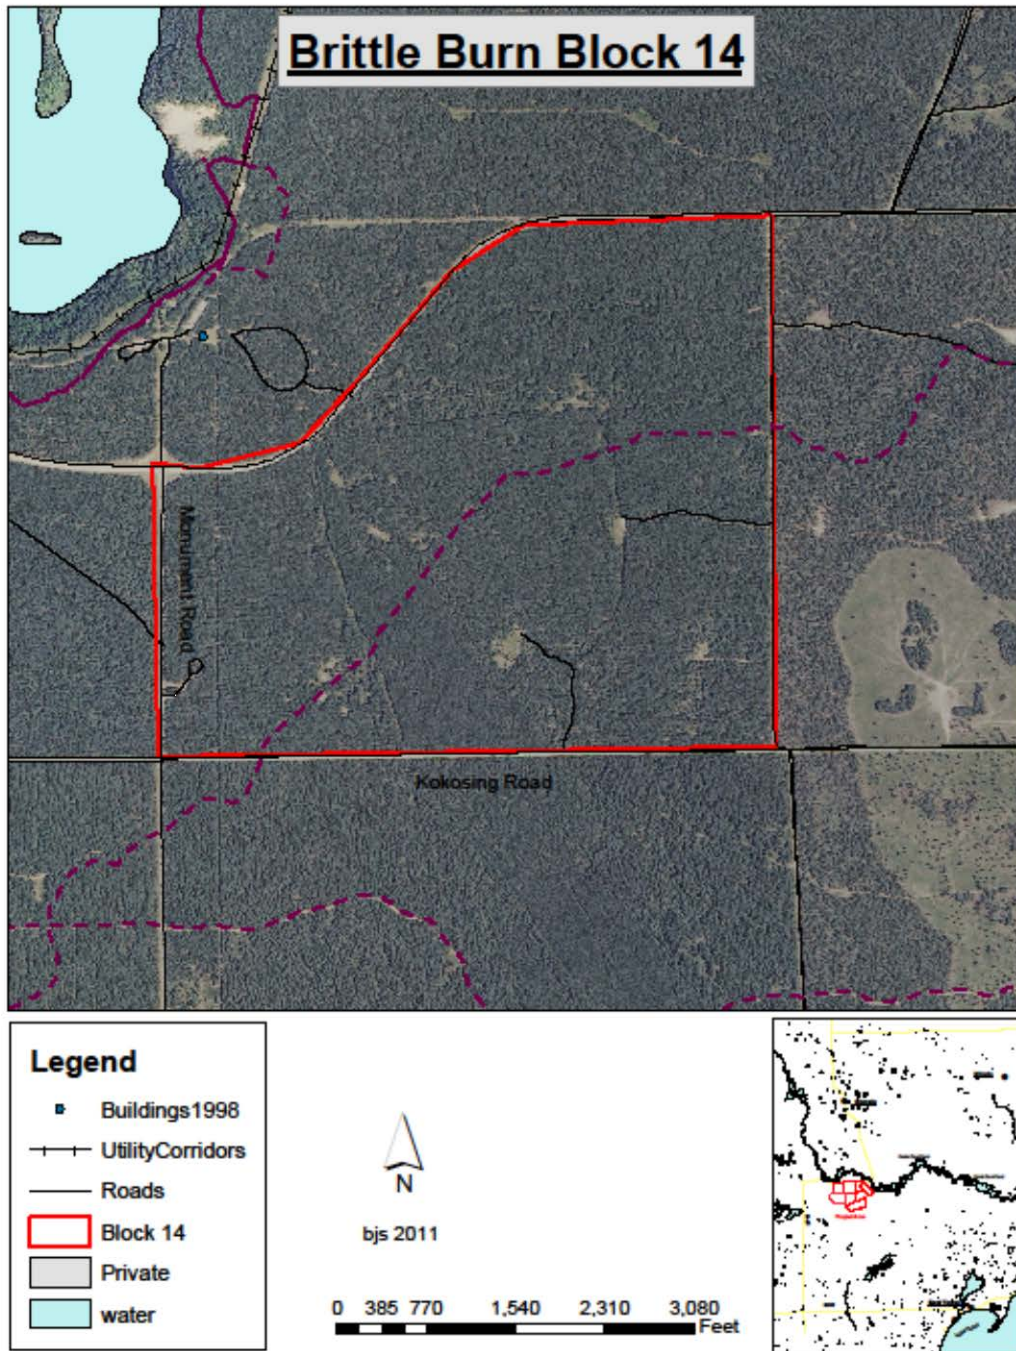 Brittle Burn Block 14
Monument Road
Kokosing Road
Legend
Buildings1998
UtilityCorridors
Roads
Block 14
Private
water
N
bjs 2011
0 385 770 1,540 2,310 3,080
Feet